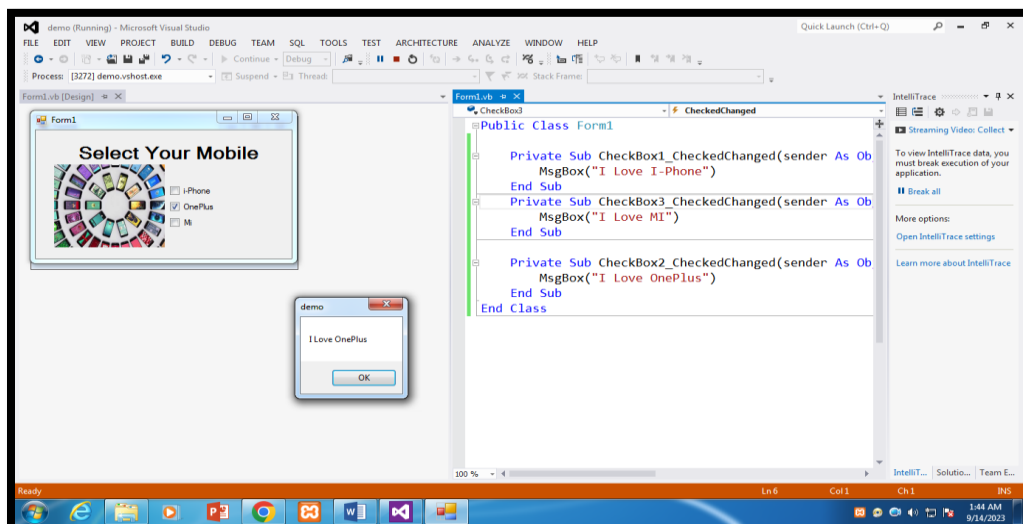 demo (Running) - Microsoft Visual Studio
Quick Launch (Ctrl+Q)
FILE EDIT VIEW PROJECT BUILD DEBUG TEAM SQL TOOLS TEST ARCHITECTURE ANALYZE WINDOW HELP
Continue Debug
Process: [3272] demo.vshost.exe Suspend Thread: Stack Frame:
Form1.vb [Design]
Form1
Select Your Mobile
i-Phone
OnePlus
Mi
demo
I Love OnePlus
OK
Form1.vb
CheckBox3 CheckedChanged
Public Class Form1
Private Sub CheckBox1_CheckedChanged(sender As Ob
MsgBox("I Love I-Phone")
End Sub
Private Sub CheckBox3_CheckedChanged(sender As Ob
MsgBox("I Love MI")
End Sub
Private Sub CheckBox2_CheckedChanged(sender As Ob
MsgBox("I Love OnePlus")
End Sub
End Class
100 %
IntelliTrace
Streaming Video: Collect
To view IntelliTrace data, you
must break execution of your
application.
Break all
More options:
Open IntelliTrace settings
Learn more about IntelliTrace
IntelliT... Solutio... Team E...
Ready Ln 6 Col 1 Ch 1 INS
1:44 AM
9/14/2023